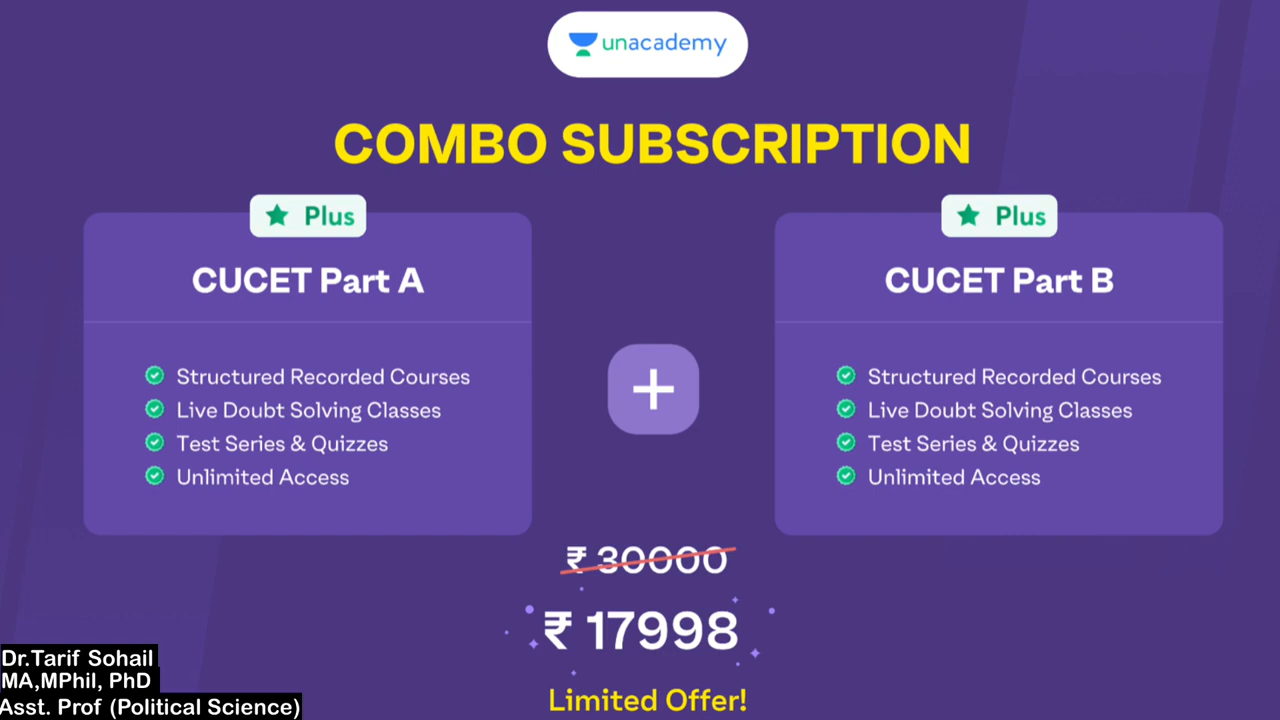 unacademy
COMBO SUBSCRIPTION
Plus
CUCET Part A
Structured Recorded Courses
Live Doubt Solving Classes
Test Series & Quizzes
Unlimited Access
+
Plus
CUCET Part B
Structured Recorded Courses
Live Doubt Solving Classes
Test Series & Quizzes
Unlimited Access
₹ 30000
₹ 17998
Limited Offer!
Dr.Tarif Sohail
MA,MPhil, PhD
Asst. Prof (Political Science)